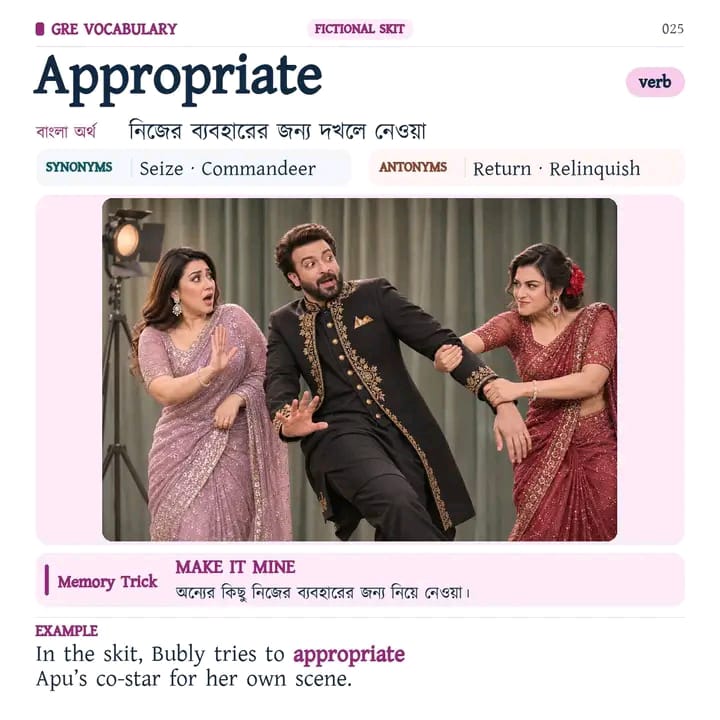 GRE VOCABULARY
FICTIONAL SKIT
025
Appropriate
verb
বাংলা অর্থ নিজের ব্যবহারের জন্য দখলে নেওয়া
SYNONYMS Seize · Commandeer
ANTONYMS Return · Relinquish
Memory Trick
MAKE IT MINE
অন্যের কিছু নিজের ব্যবহারের জন্য নিয়ে নেওয়া।
EXAMPLE
In the skit, Bubly tries to appropriate
Apu’s co-star for her own scene.